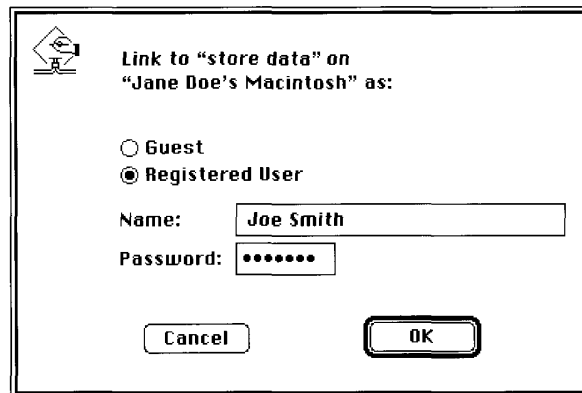 Link to “store data” on
“Jane Doe's Macintosh” as:
Guest
Registered User
Name: Joe Smith
Password: •••••••
Cancel OK